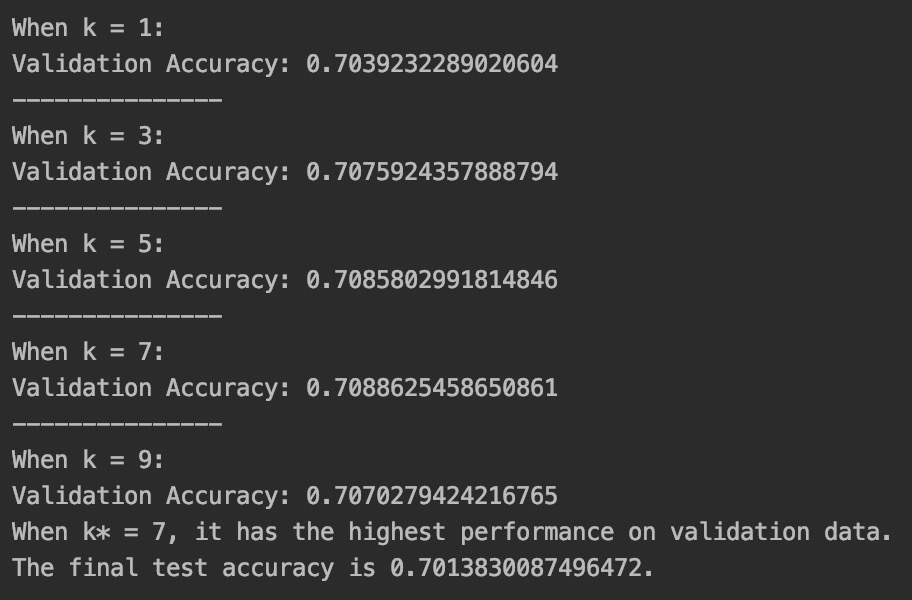 When k = 1:
Validation Accuracy: 0.7039232289020604
---------------
When k = 3:
Validation Accuracy: 0.7075924357888794
---------------
When k = 5:
Validation Accuracy: 0.7085802991814846
---------------
When k = 7:
Validation Accuracy: 0.7088625458650861
---------------
When k = 9:
Validation Accuracy: 0.7070279424216765
When k* = 7, it has the highest performance on validation data.
The final test accuracy is 0.7013830087496472.